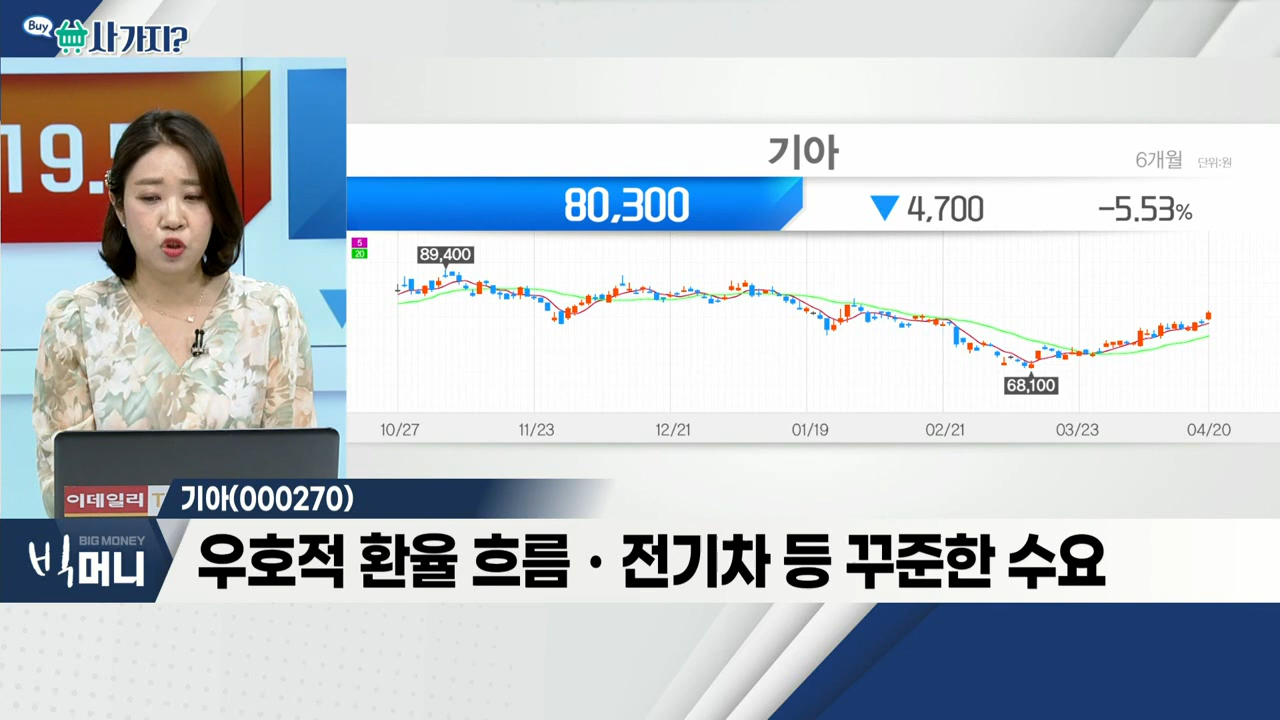 Buy
사가지?
19.5
기아
6개월 단위:원
80,300 ▼ 4,700 -5.53%
5
20
89,400
68,100
10/27 11/23 12/21 01/19 02/21 03/23 04/20
이데일리 T
기아(000270)
BIG MONEY
빅머니
우호적 환율 흐름·전기차 등 꾸준한 수요